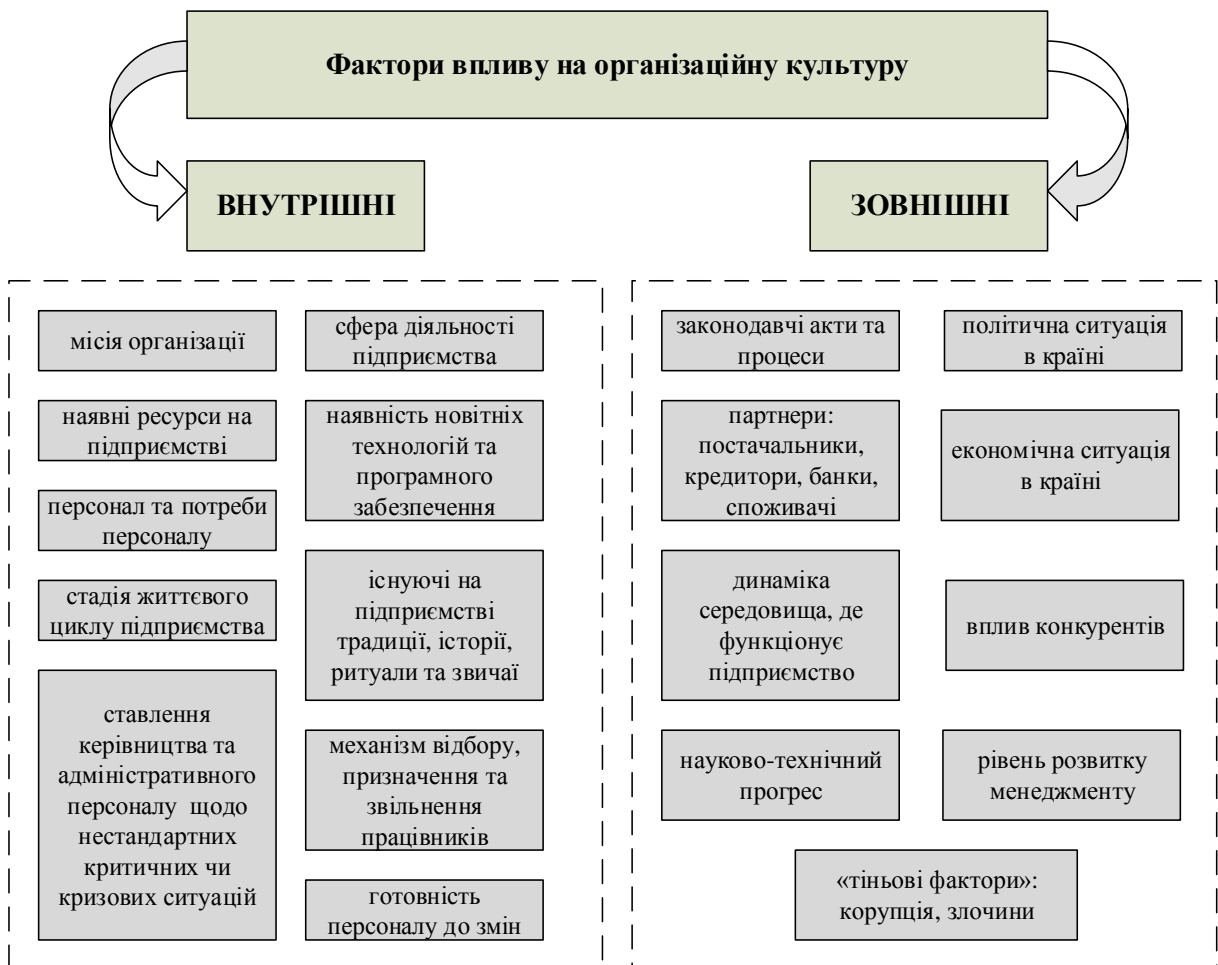 Фактори впливу на організаційну культуру
ВНУТРІШНІ
ЗОВНІШНІ
місія організації
наявні ресурси на
підприємстві
персонал та потреби
персоналу
стадія життєвого
циклу підприємства
ставлення
керівництва та
адміністративного
персоналу щодо
нестандартних
критичних чи
кризових ситуацій
сфера діяльності
підприємства
наявність новітніх
технологій та
програмного
забезпечення
існуючі на
підприємстві
традиції, історії,
ритуали та звичаї
механізм відбору,
призначення та
звільнення
працівників
готовність
персоналу до змін
законодавчі акти та
процеси
партнери:
постачальники,
кредитори, банки,
споживачі
динаміка
середовища, де
функціонує
підприємство
науково-технічний
прогрес
політична ситуація
в країні
економічна ситуація
в країні
вплив конкурентів
рівень розвитку
менеджменту
«тіньові фактори»:
корупція, злочини